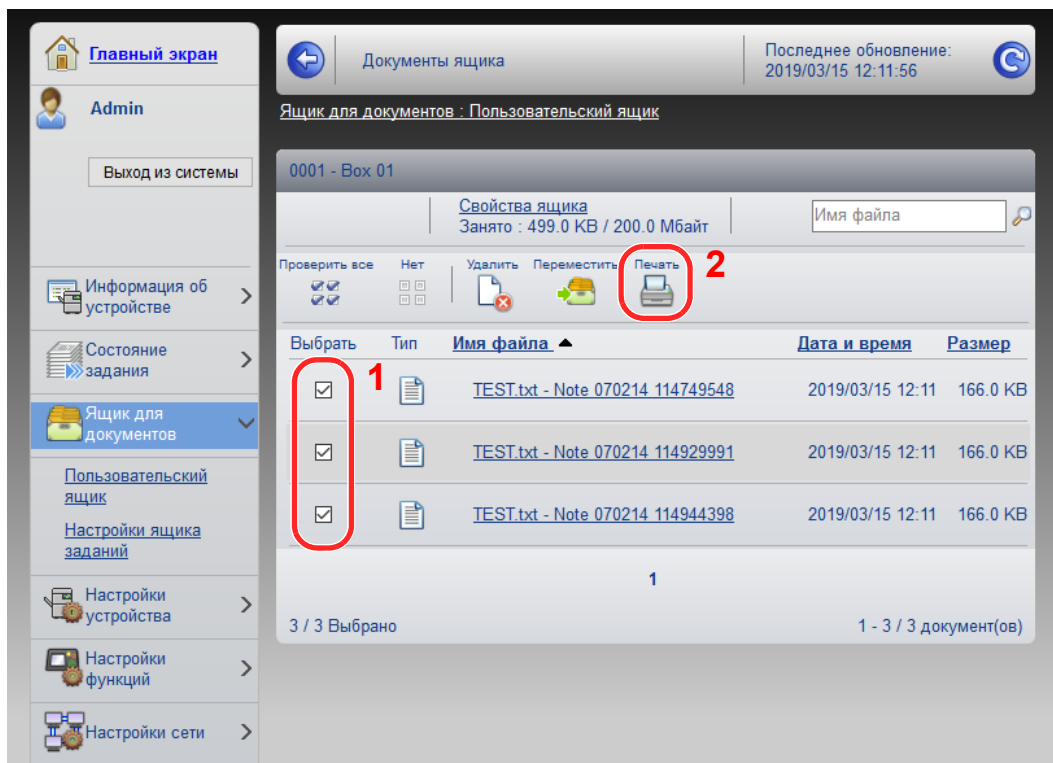 Главный экран
Admin
Выход из системы
Информация об
устройстве
Состояние
задания
Ящик для
документов
Пользовательский
ящик
Настройки ящика
заданий
Настройки
устройства
Настройки
функций
Настройки сети
Документы ящика
Последнее обновление:
2019/03/15 12:11:56
Ящик для документов : Пользовательский ящик
0001 - Box 01
Свойства ящика
Занято : 499.0 KB / 200.0 Мбайт
Имя файла
Проверить все Нет Удалить Переместить Печать 2
Выбрать Тип Имя файла Дата и время Размер
1
TEST.txt - Note 070214 114749548 2019/03/15 12:11 166.0 KB
TEST.txt - Note 070214 114929991 2019/03/15 12:11 166.0 KB
TEST.txt - Note 070214 114944398 2019/03/15 12:11 166.0 KB
1
3 / 3 Выбрано 1 - 3 / 3 документ(ов)